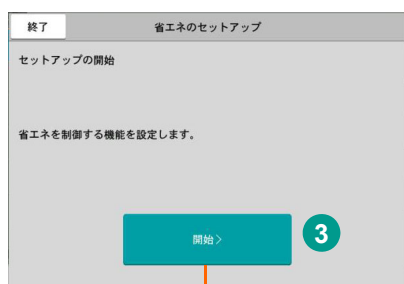 終了 省エネのセットアップ
セットアップの開始
省エネを制御する機能を設定します。
開始>
3